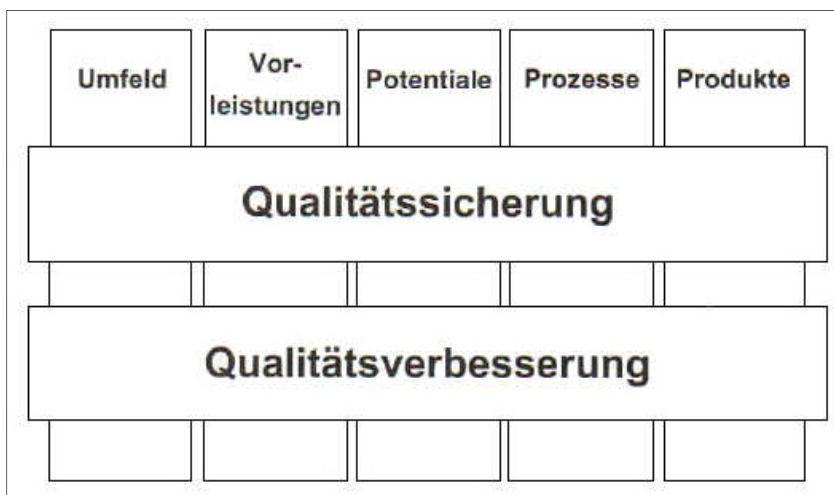 Umfeld
Vor-
leistungen
Potentiale
Prozesse
Produkte
Qualitätssicherung
Qualitätsverbesserung